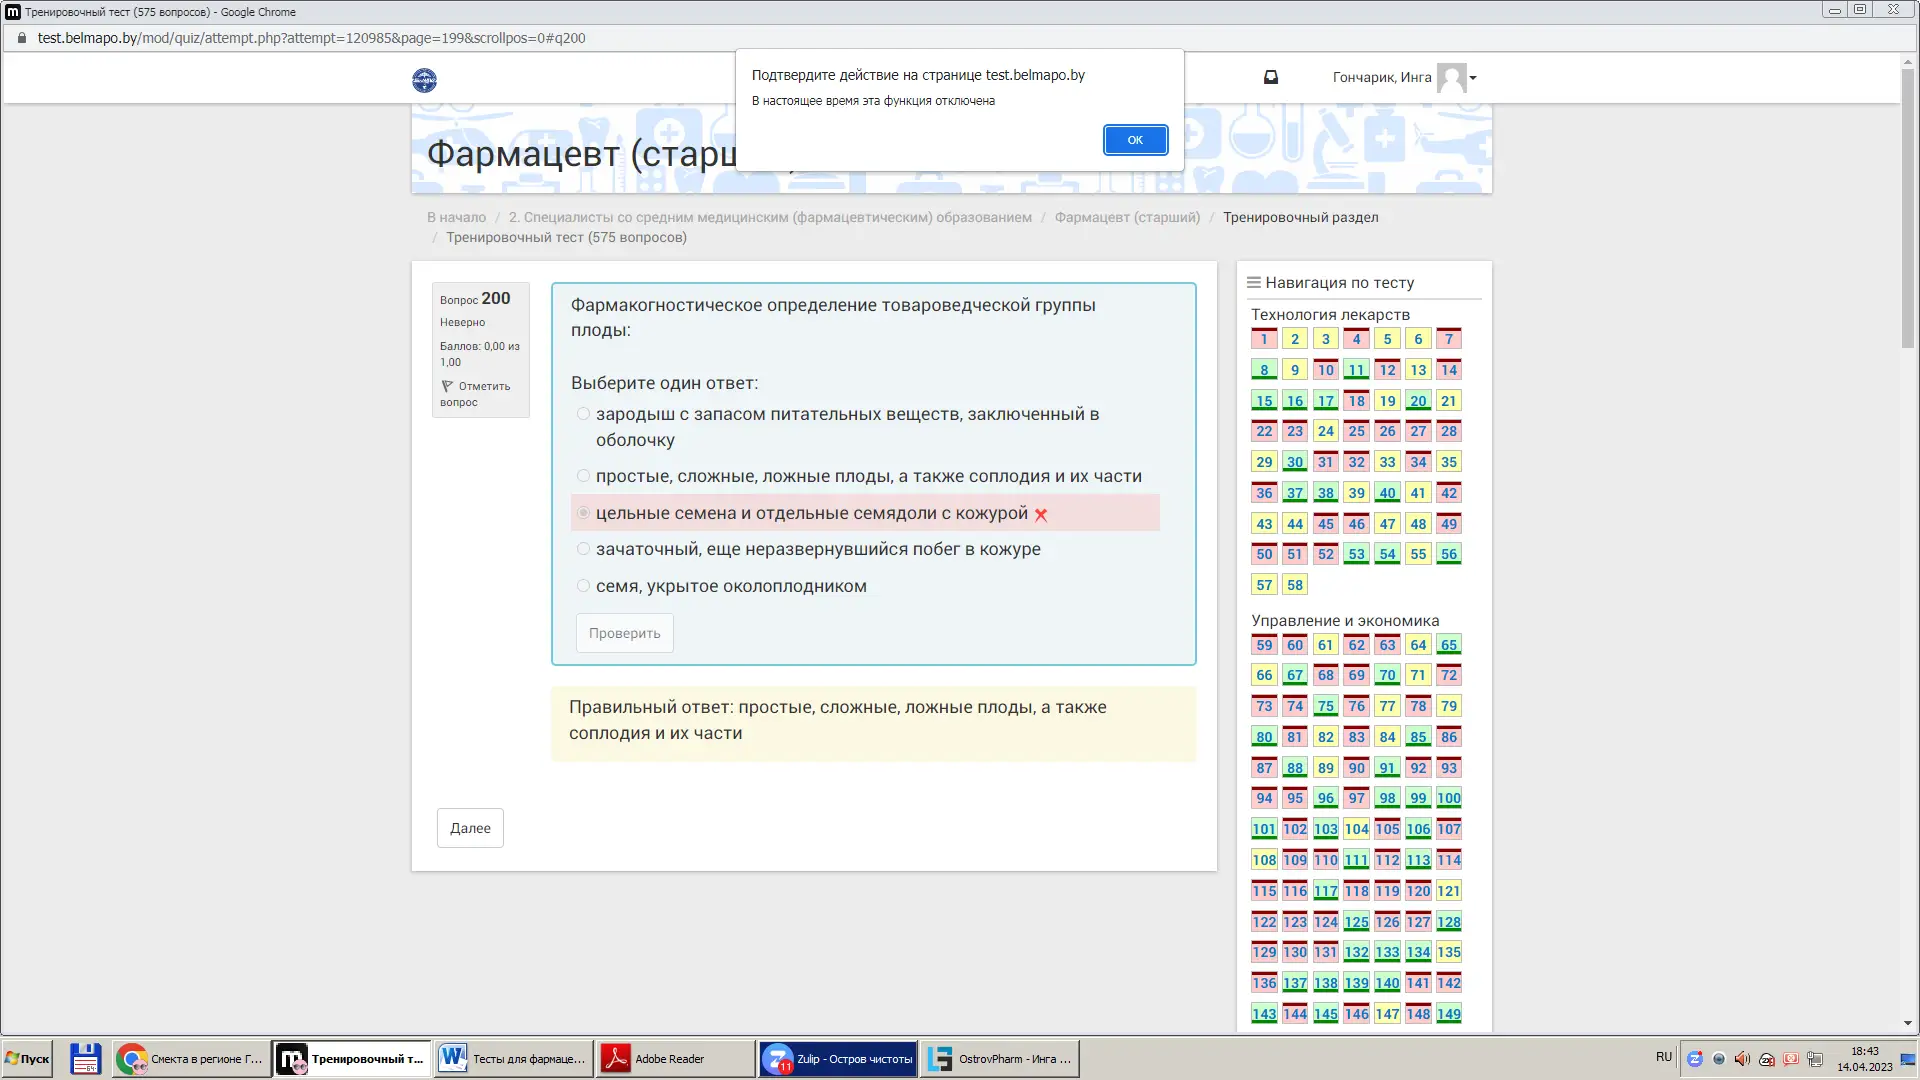 Тренировочный тест (575 вопросов) - Google Chrome
test.belmapo.by/mod/quiz/attempt.php?attempt=120985&page=199&scrollpos=0#q200
Подтвердите действие на странице test.belmapo.by
В настоящее время эта функция отключена
ОК
Гончарик, Инга
Фармацевт (старш
В начало / 2. Специалисты со средним медицинским (фармацевтическим) образованием / Фармацевт (старший) / Тренировочный раздел
/ Тренировочный тест (575 вопросов)
Вопрос 200
Неверно
Баллов: 0,00 из
1,00
Отметить
вопрос
Фармакогностическое определение товароведческой группы
плоды:
Выберите один ответ:
зародыш с запасом питательных веществ, заключенный в
оболочку
простые, сложные, ложные плоды, а также соплодия и их части
цельные семена и отдельные семядоли с кожурой
зачаточный, еще неразвернувшийся побег в кожуре
семя, укрытое околоплодником
Проверить
Правильный ответ: простые, сложные, ложные плоды, а также
соплодия и их части
Далее
Навигация по тесту
Технология лекарств
1 2 3 4 5 6 7
8 9 10 11 12 13 14
15 16 17 18 19 20 21
22 23 24 25 26 27 28
29 30 31 32 33 34 35
36 37 38 39 40 41 42
43 44 45 46 47 48 49
50 51 52 53 54 55 56
57 58
Управление и экономика
59 60 61 62 63 64 65
66 67 68 69 70 71 72
73 74 75 76 77 78 79
80 81 82 83 84 85 86
87 88 89 90 91 92 93
94 95 96 97 98 99 100
101 102 103 104 105 106 107
108 109 110 111 112 113 114
115 116 117 118 119 120 121
122 123 124 125 126 127 128
129 130 131 132 133 134 135
136 137 138 139 140 141 142
143 144 145 146 147 148 149
Пуск
64
Смекта в регионе Г...
Тренировочный т...
Тесты для фармаце...
Adobe Reader
11
Zulip - Остров чистоты
OstrovPharm - Инга ...
RU
18:43
14.04.2023